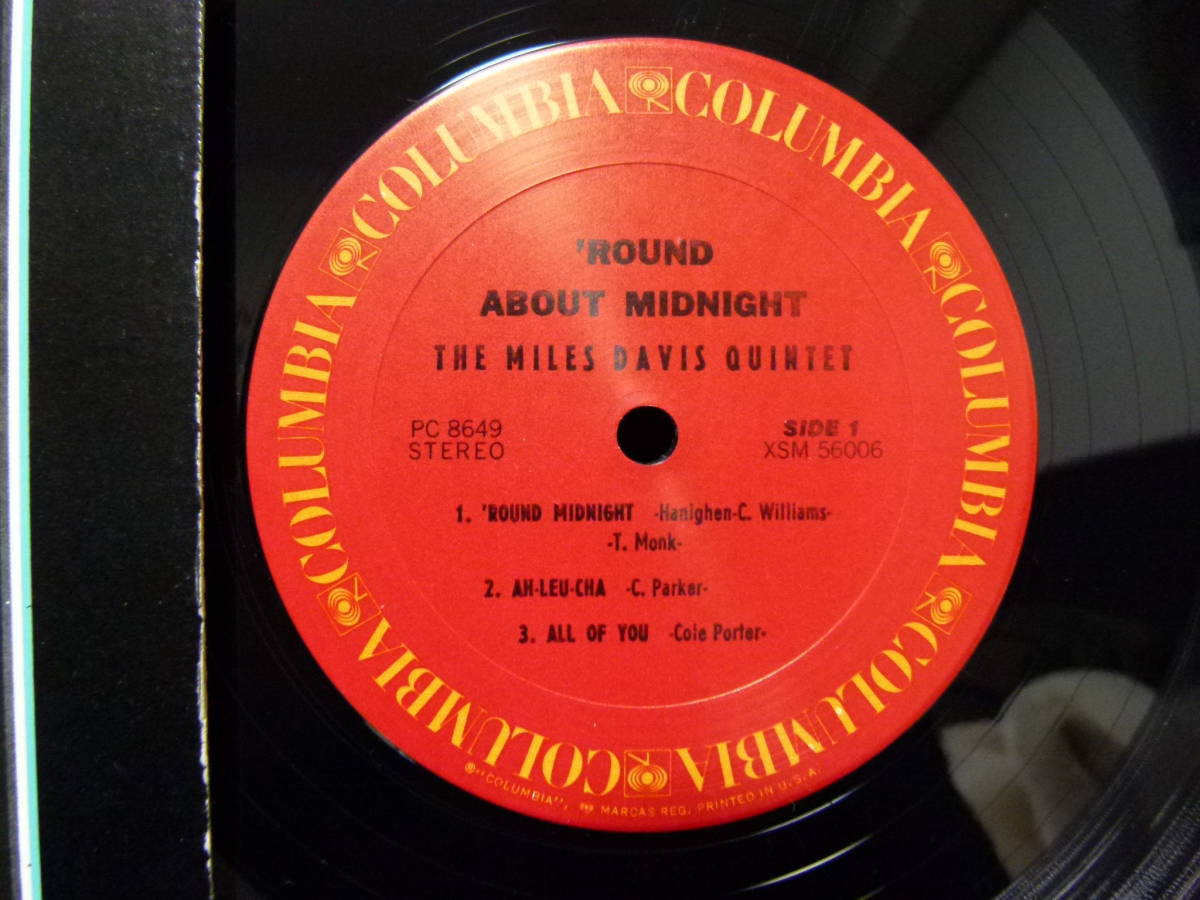 COLUMBIA COLUMBIA COLUMBIA COLUMBIA COLUMBIA COLUMBIA
'ROUND
ABOUT MIDNIGHT
THE MILES DAVIS QUINTET
PC 8649
STEREO
SIDE 1
XSM 56006
1. 'ROUND MIDNIGHT -Hanighen-C. Williams-
-T. Monk-
2. AH-LEU-CHA -C. Parker-
3. ALL OF YOU -Cole Porter-
®"COLUMBIA", MARCAS REG. PRINTED IN U.S.A.